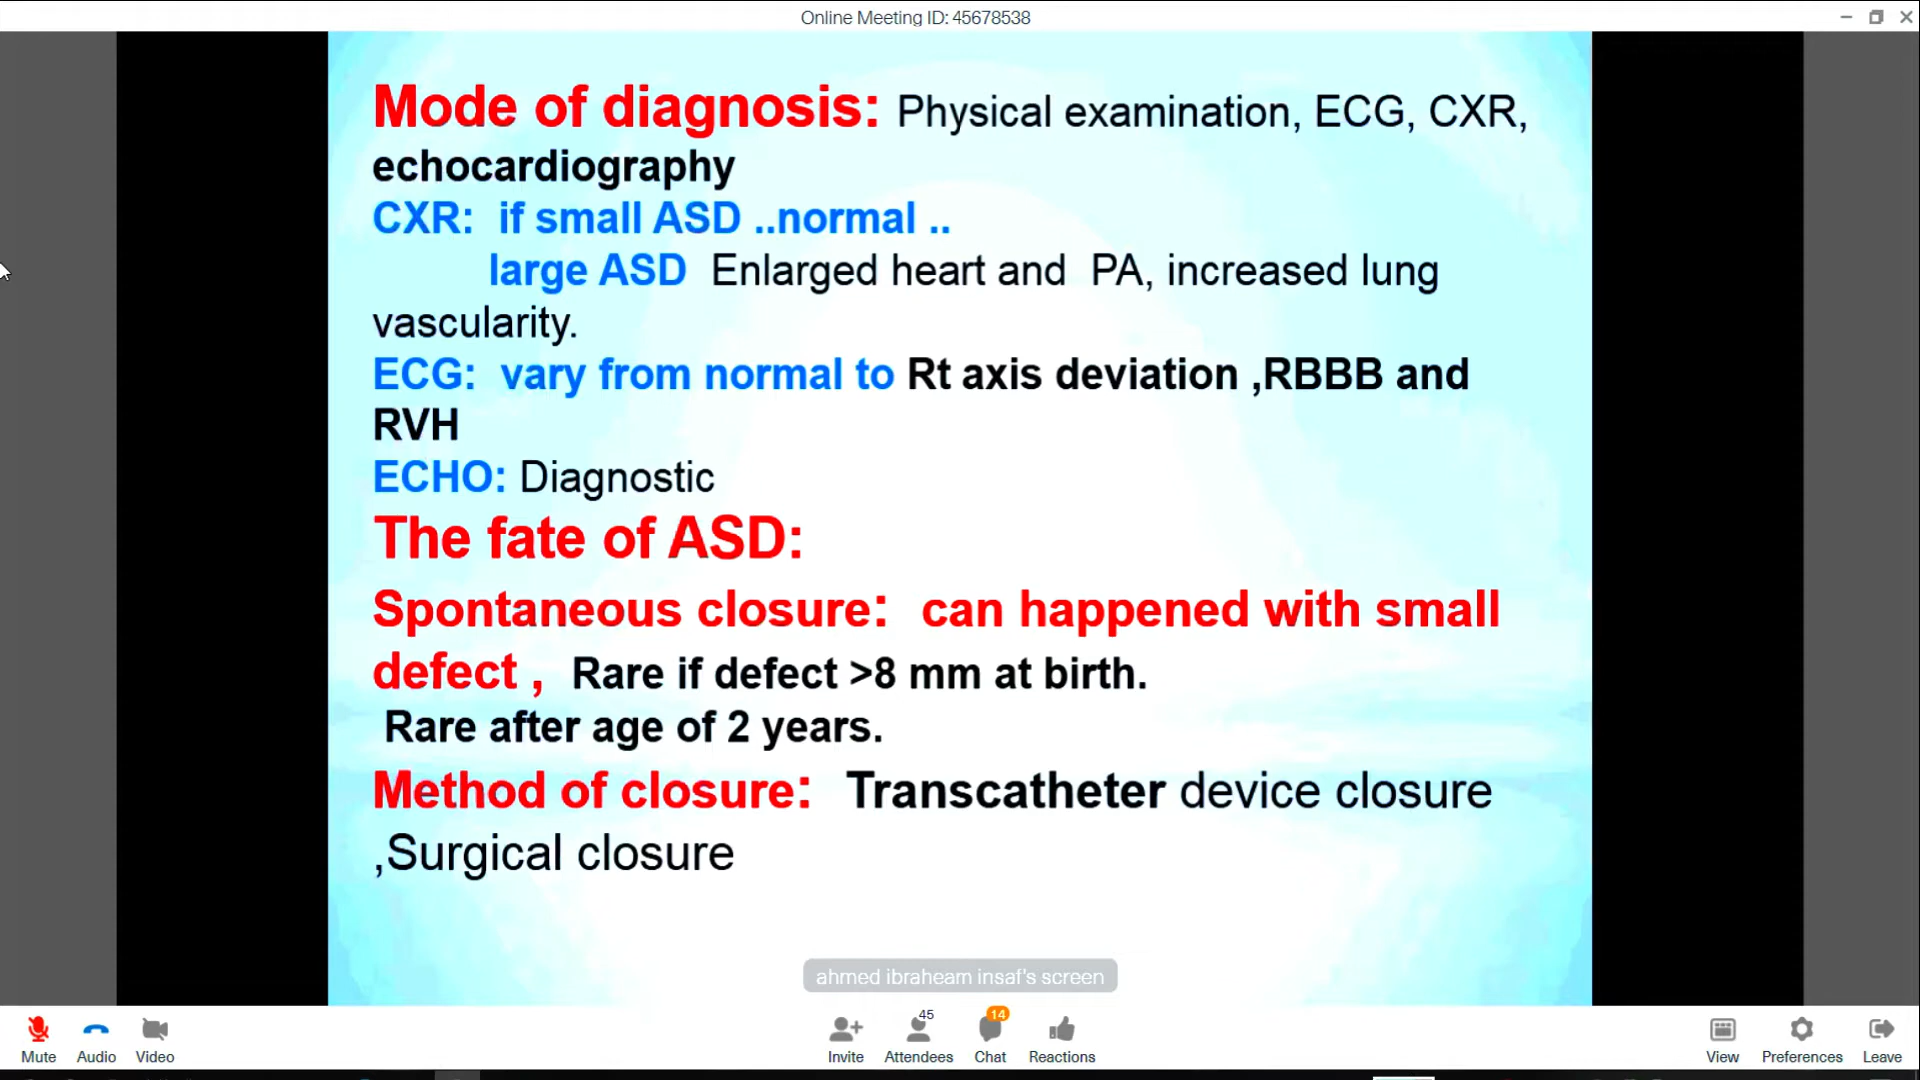 Online Meeting ID: 45678538
Mode of diagnosis: Physical examination, ECG, CXR,
echocardiography
CXR: if small ASD ..normal ..
large ASD Enlarged heart and PA, increased lung
vascularity.
ECG: vary from normal to Rt axis deviation ,RBBB and
RVH
ECHO: Diagnostic
The fate of ASD:
Spontaneous closure: can happened with small
defect , Rare if defect >8 mm at birth.
Rare after age of 2 years.
Method of closure: Transcatheter device closure
,Surgical closure
ahmed ibraheam insaf's screen
45
14
Mute Audio Video Invite Attendees Chat Reactions View Preferences Leave